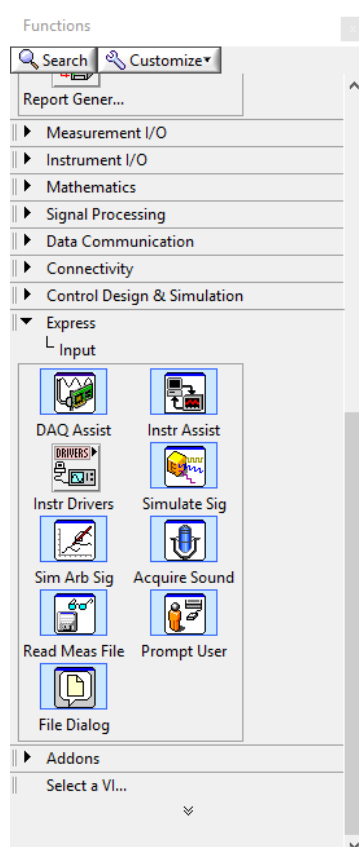 Functions
Search Customize
Report Gener...
Measurement I/O
Instrument I/O
Mathematics
Signal Processing
Data Communication
Connectivity
Control Design & Simulation
Express
Input
DAQ Assist Instr Assist
DRIVERS
Instr Drivers Simulate Sig
Sim Arb Sig Acquire Sound
Read Meas File Prompt User
File Dialog
Addons
Select a VI...